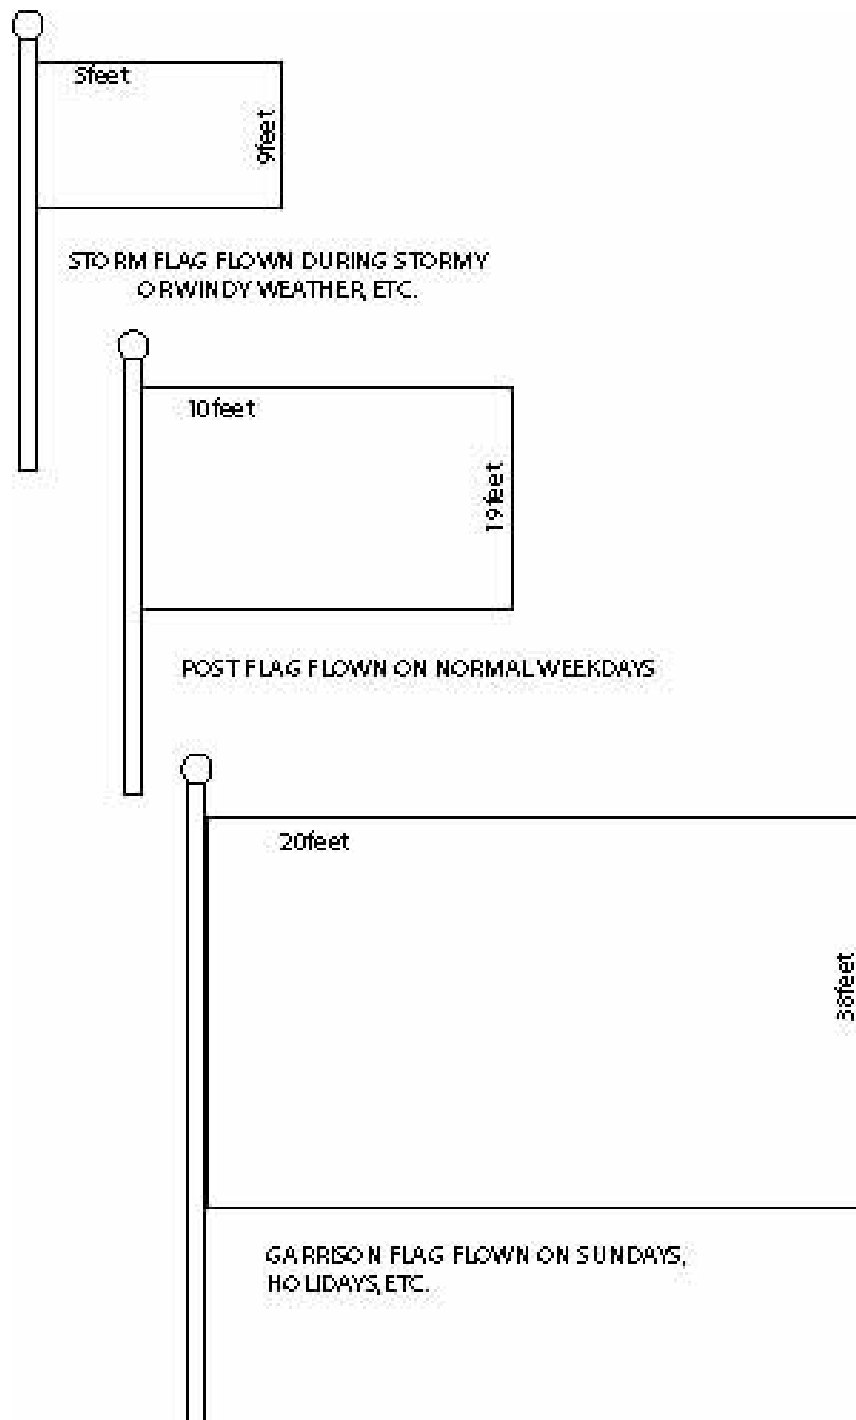 5feet
9feet
STORM FLAG FLOWN DURING STORMY
OR WINDY WEATHER, ETC.
10feet
19feet
POST FLAG FLOWN ON NORMAL WEEKDAYS
20feet
38feet
GARRISON FLAG FLOWN ON SUNDAYS,
HOLIDAYS, ETC.